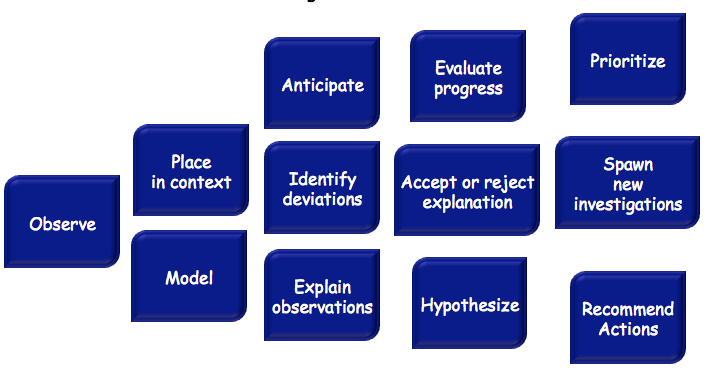 Observe
Place
in context
Model
Anticipate
Identify
deviations
Explain
observations
Evaluate
progress
Accept or reject
explanation
Hypothesize
Prioritize
Spawn
new
investigations
Recommend
Actions